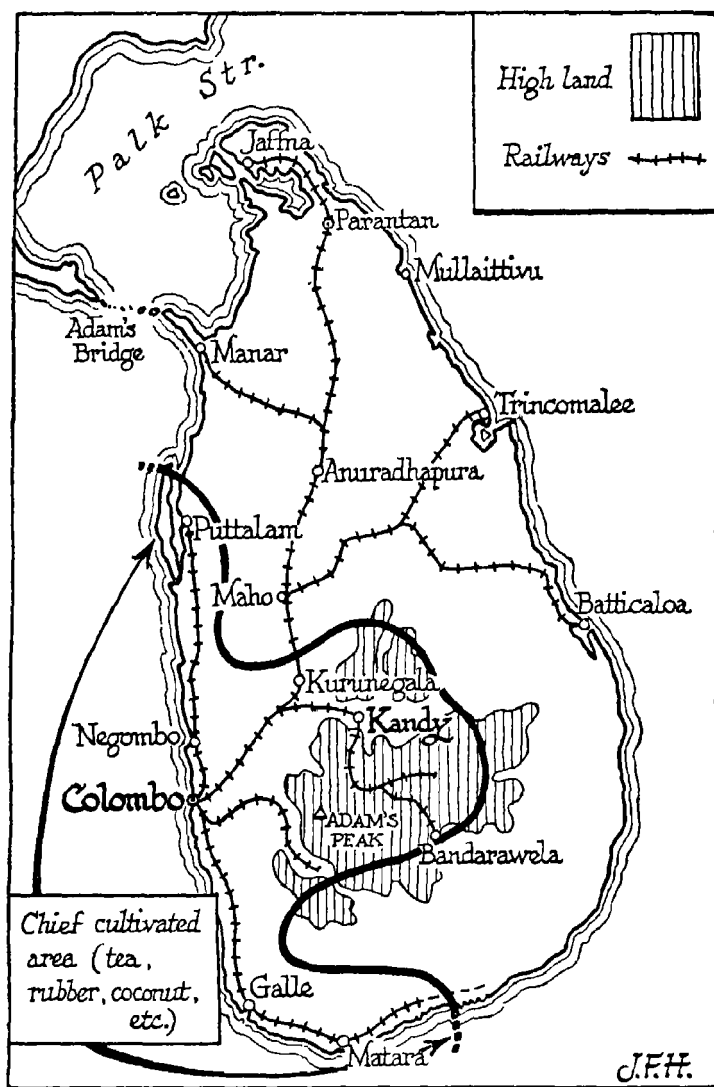 Palk Str.
High land
Railways
Jaffna
Parantan
Mullaittivu
Adam's
Bridge
Manar
Trincomalee
Anuradhapura
Puttalam
Maho
Batticaloa
Kurunegala
Kandy
Negombo
Colombo
ADAM'S
PEAK
Bandarawela
Chief cultivated
area (tea,
rubber, coconut,
etc.)
Galle
Matara
J.F.H.